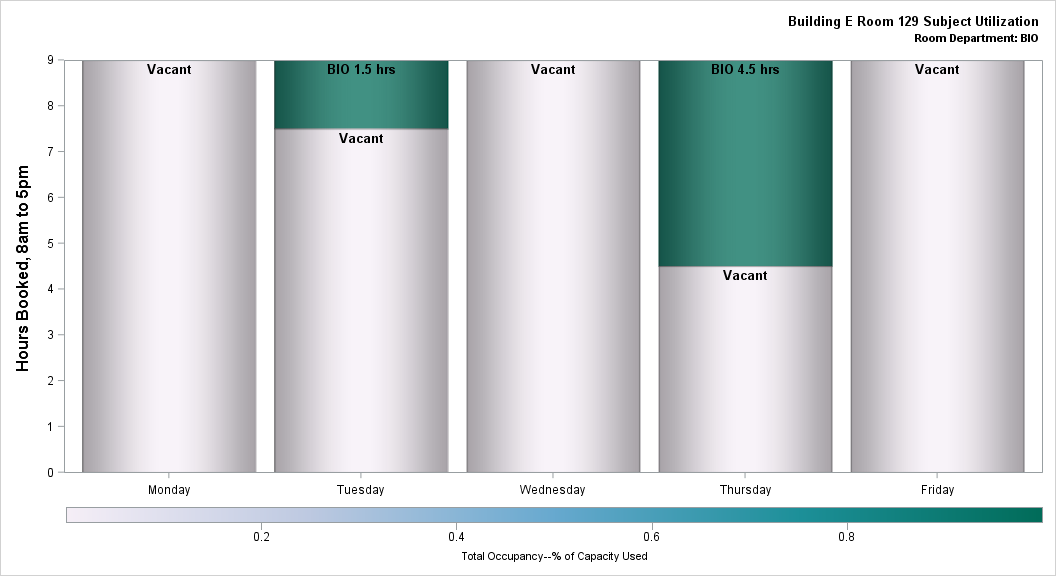 Building E Room 129 Subject Utilization
Room Department: BIO
Hours Booked, 8am to 5pm
9
8
7
6
5
4
3
2
1
0
Vacant
BIO 1.5 hrs
Vacant
Vacant
BIO 4.5 hrs
Vacant
Vacant
Monday
Tuesday
Wednesday
Thursday
Friday
0.2
0.4
0.6
0.8
Total Occupancy--% of Capacity Used